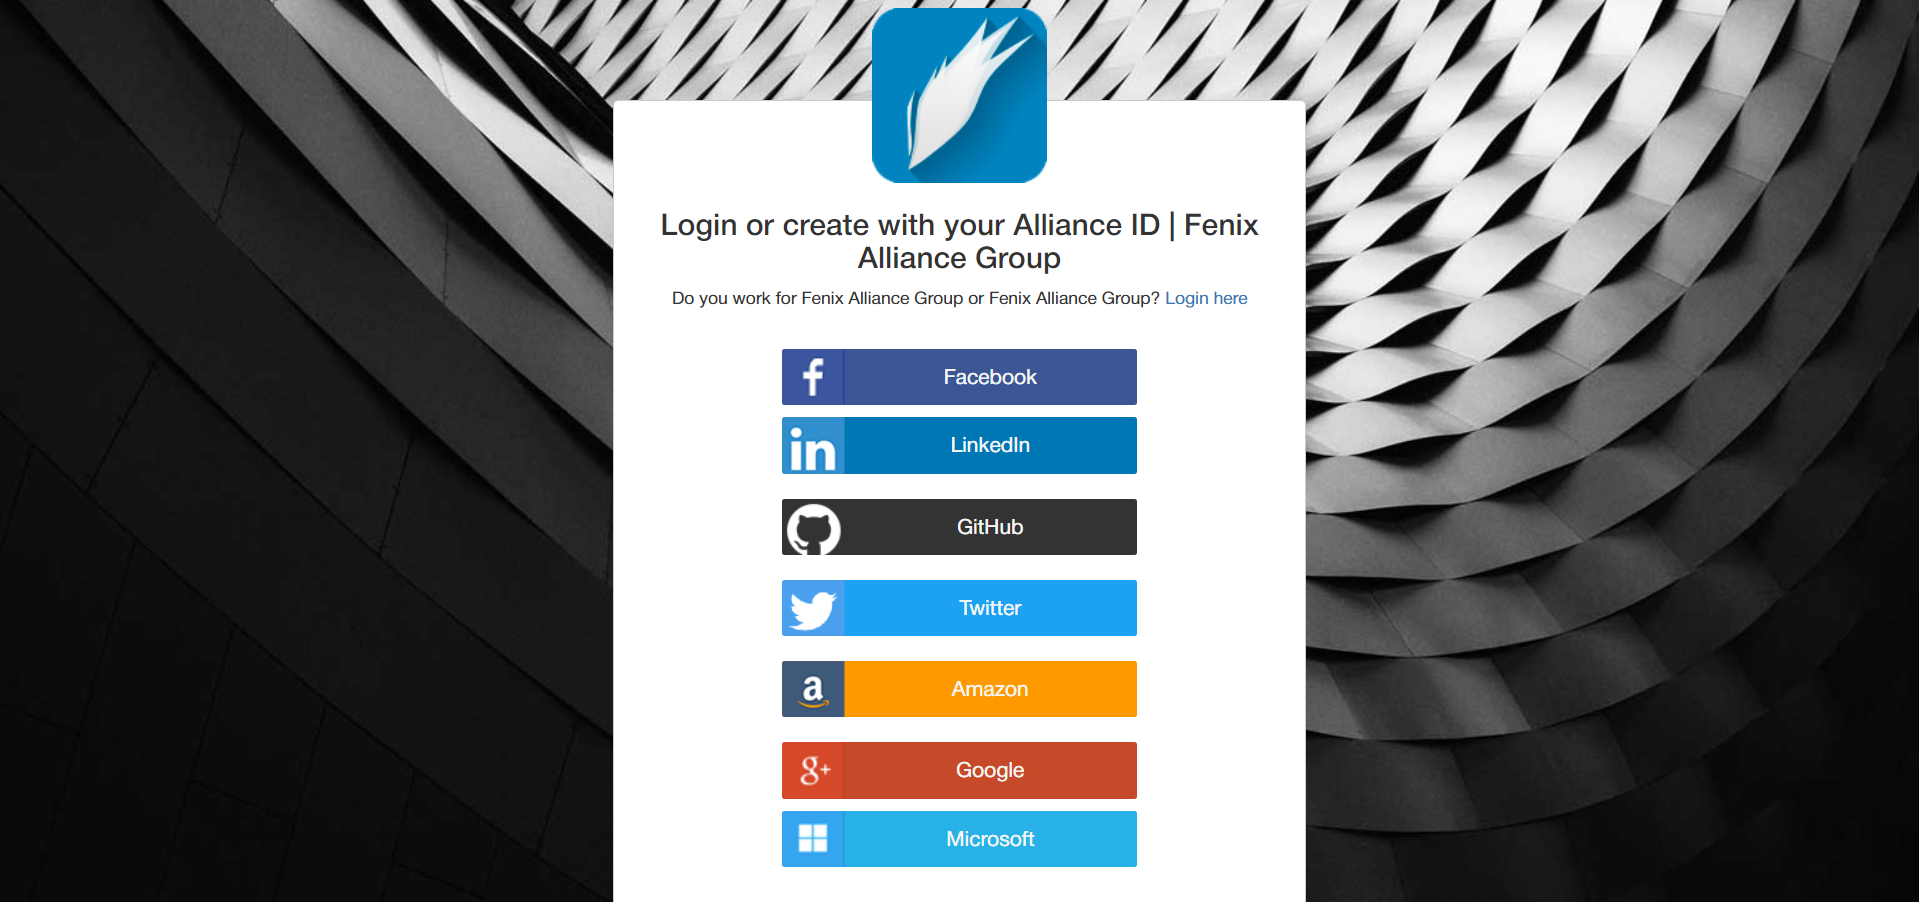 Login or create with your Alliance ID | Fenix
Alliance Group
Do you work for Fenix Alliance Group or Fenix Alliance Group? Login here
Facebook
LinkedIn
GitHub
Twitter
Amazon
Google
Microsoft